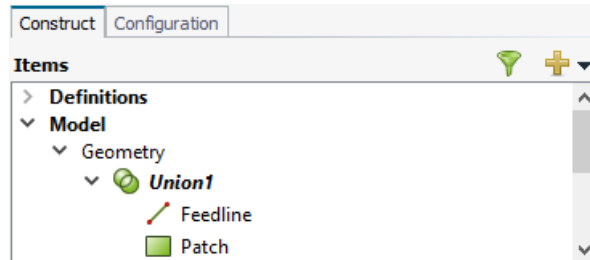 Construct Configuration
Items
Definitions
Model
Geometry
Union1
Feedline
Patch